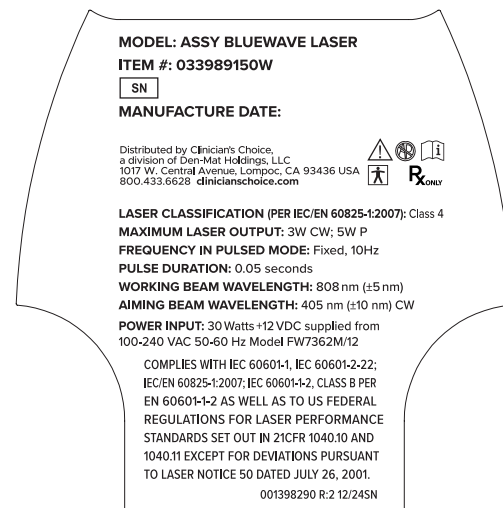 MODEL: ASSY BLUEWAVE LASER
ITEM #: 033989150W
SN
MANUFACTURE DATE:
Distributed by Clinician's Choice,
a division of Den-Mat Holdings, LLC
1017 W. Central Avenue, Lompoc, CA 93436 USA
800.433.6628 clinicianschoice.com
i
Rx ONLY
LASER CLASSIFICATION (PER IEC/EN 60825-1:2007): Class 4
MAXIMUM LASER OUTPUT: 3W CW; 5W P
FREQUENCY IN PULSED MODE: Fixed, 10Hz
PULSE DURATION: 0.05 seconds
WORKING BEAM WAVELENGTH: 808 nm (±5 nm)
AIMING BEAM WAVELENGTH: 405 nm (±10 nm) CW
POWER INPUT: 30 Watts +12 VDC supplied from
100-240 VAC 50-60 Hz Model FW7362M/12
COMPLIES WITH IEC 60601-1, IEC 60601-2-22;
IEC/EN 60825-1:2007; IEC 60601-1-2, CLASS B PER
EN 60601-1-2 AS WELL AS TO US FEDERAL
REGULATIONS FOR LASER PERFORMANCE
STANDARDS SET OUT IN 21CFR 1040.10 AND
1040.11 EXCEPT FOR DEVIATIONS PURSUANT
TO LASER NOTICE 50 DATED JULY 26, 2001.
001398290 R:2 12/24SN